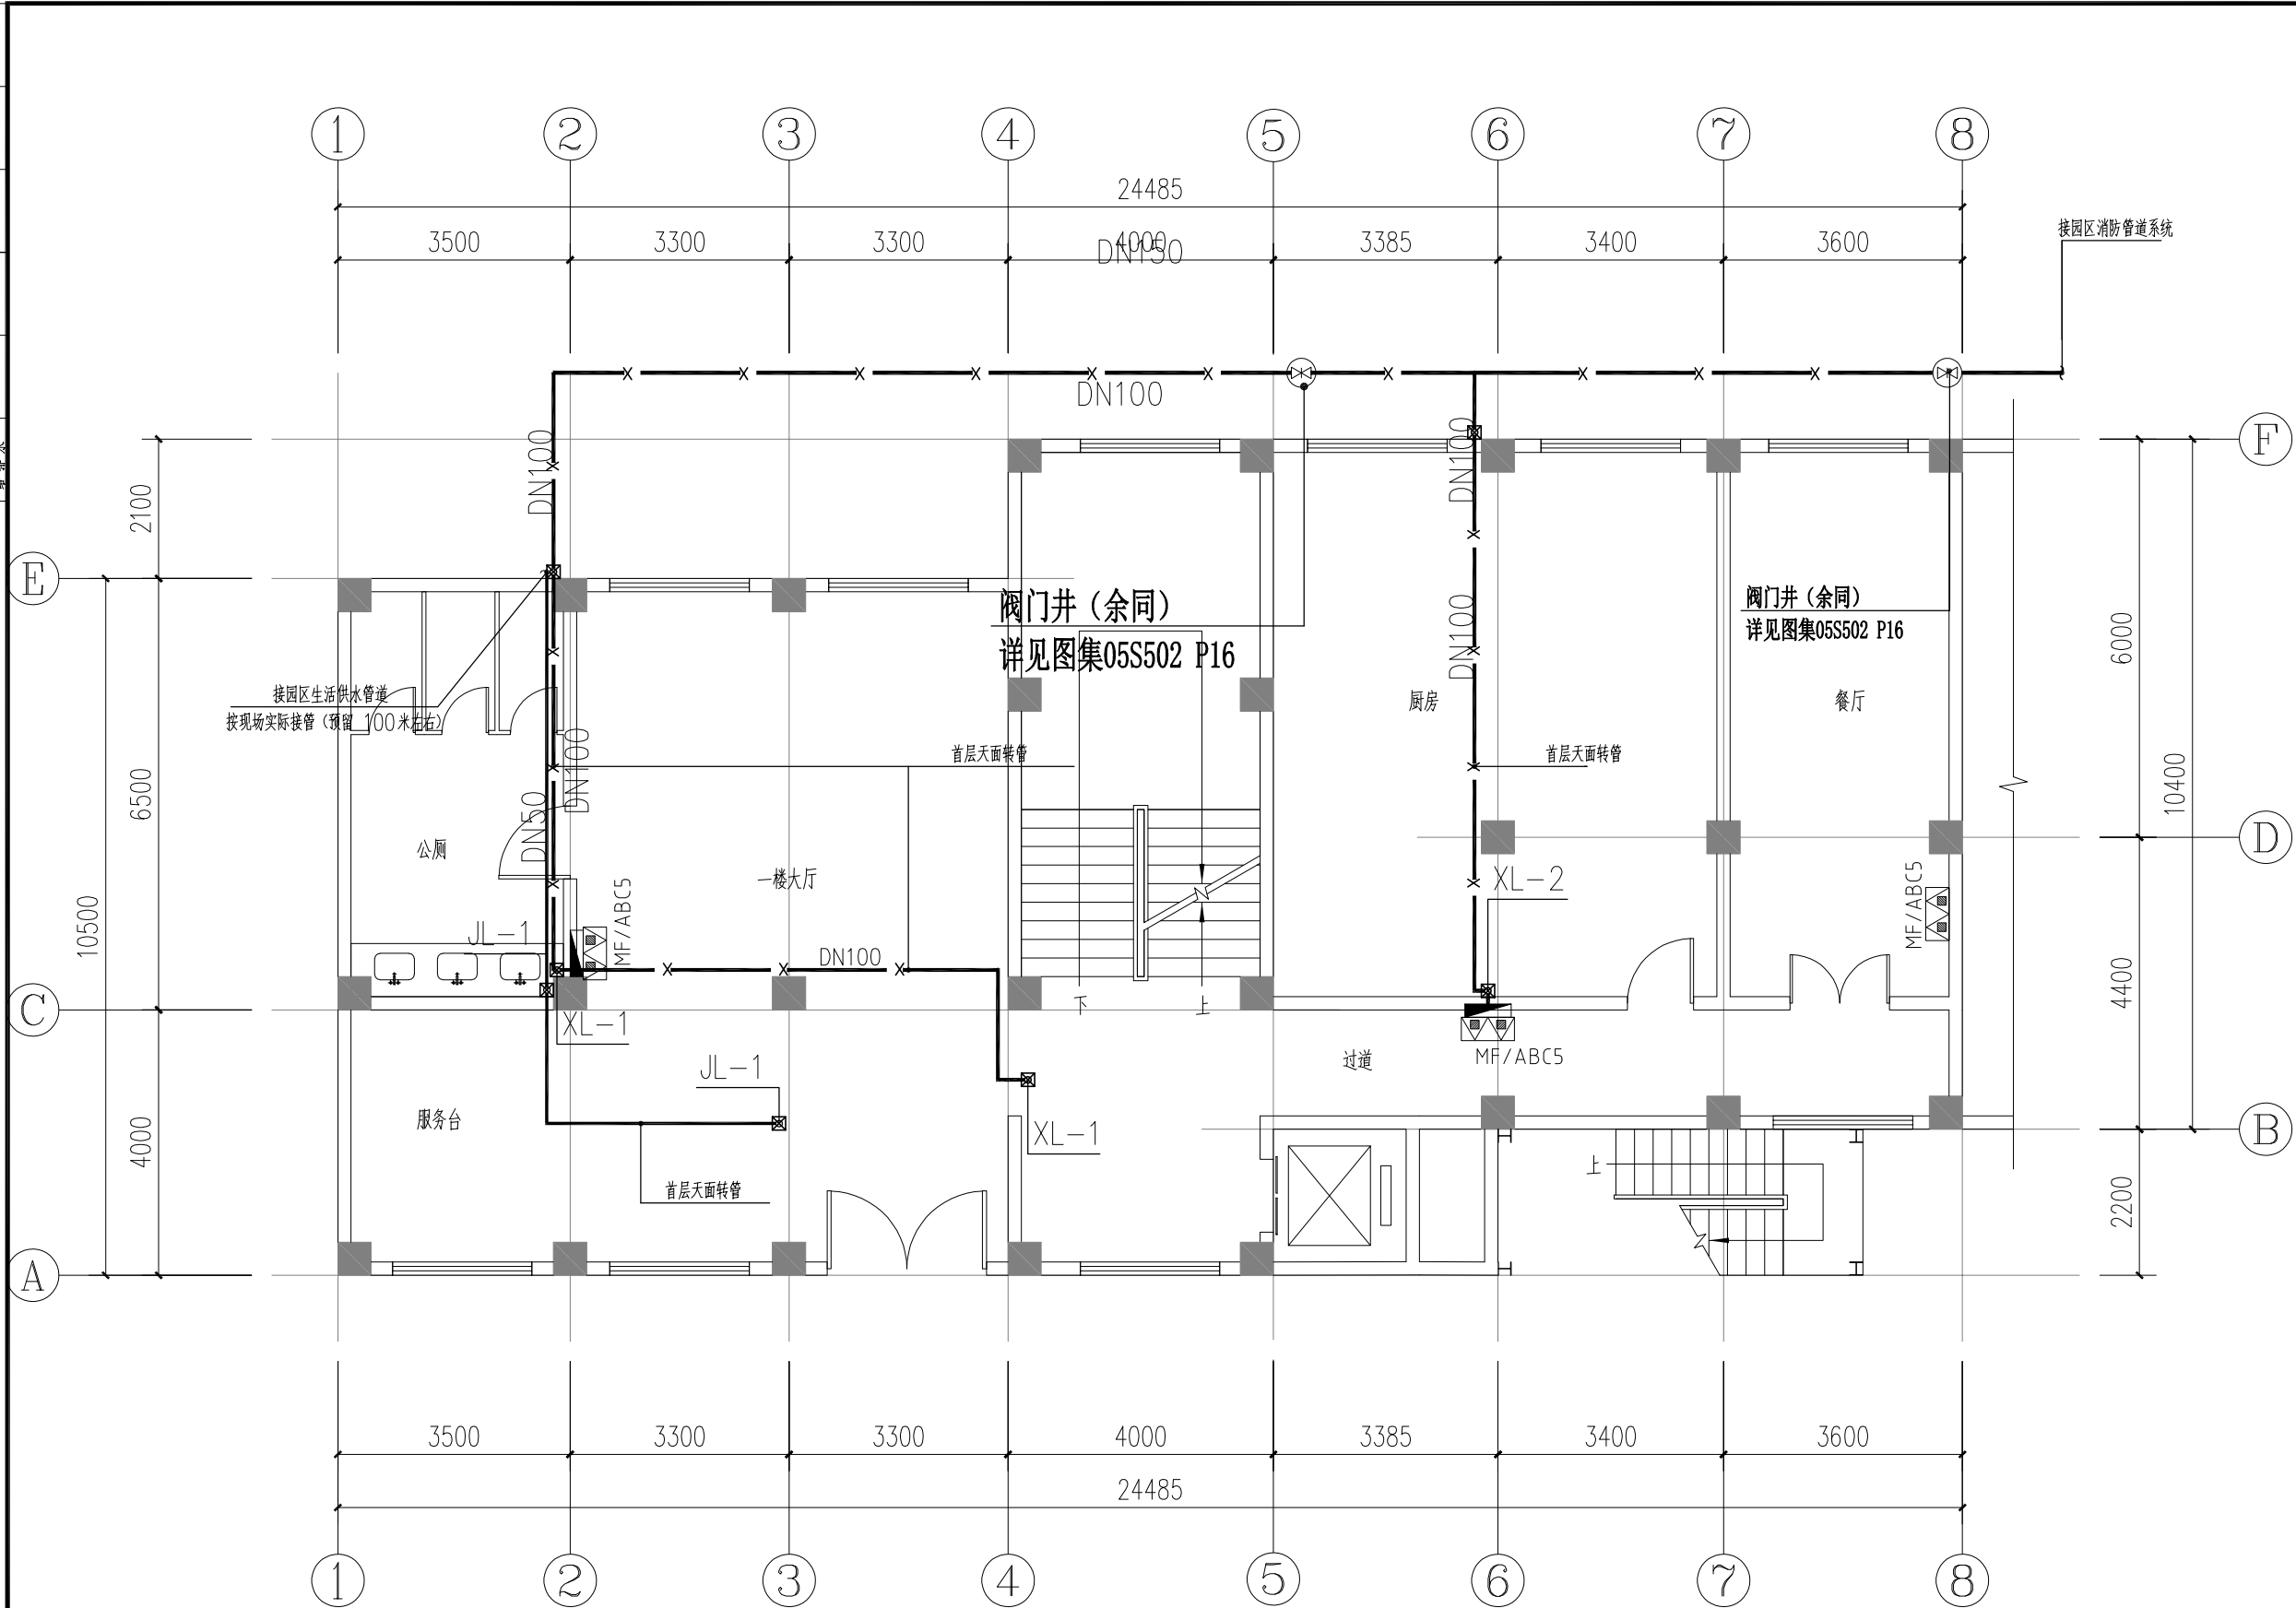 1 2 3 4 5 6 7 8
24485
3500 3300 3300 4000 3385 3400 3600
DN150
接园区消防管道系统
DN100
DN100
DN100
F
2100
E
阀门井（余同）
详见图集05S502 P16
阀门井（余同）
详见图集05S502 P16
DN100
6000
接园区生活供水管道
按现场实际接管（预留 100米左右）
厨房
餐厅
首层天面转管
首层天面转管
DN100
DN50
6500
10400
公厕
一楼大厅
D
XL-2
MF/ABC5
MF/ABC5
10500
JL-1
DN100
4400
C
下
上
XL-1
过道
MF/ABC5
JL-1
服务台
XL-1
B
4000
上
首层天面转管
2200
A
3500 3300 3300 4000 3385 3400 3600
24485
1 2 3 4 5 6 7 8